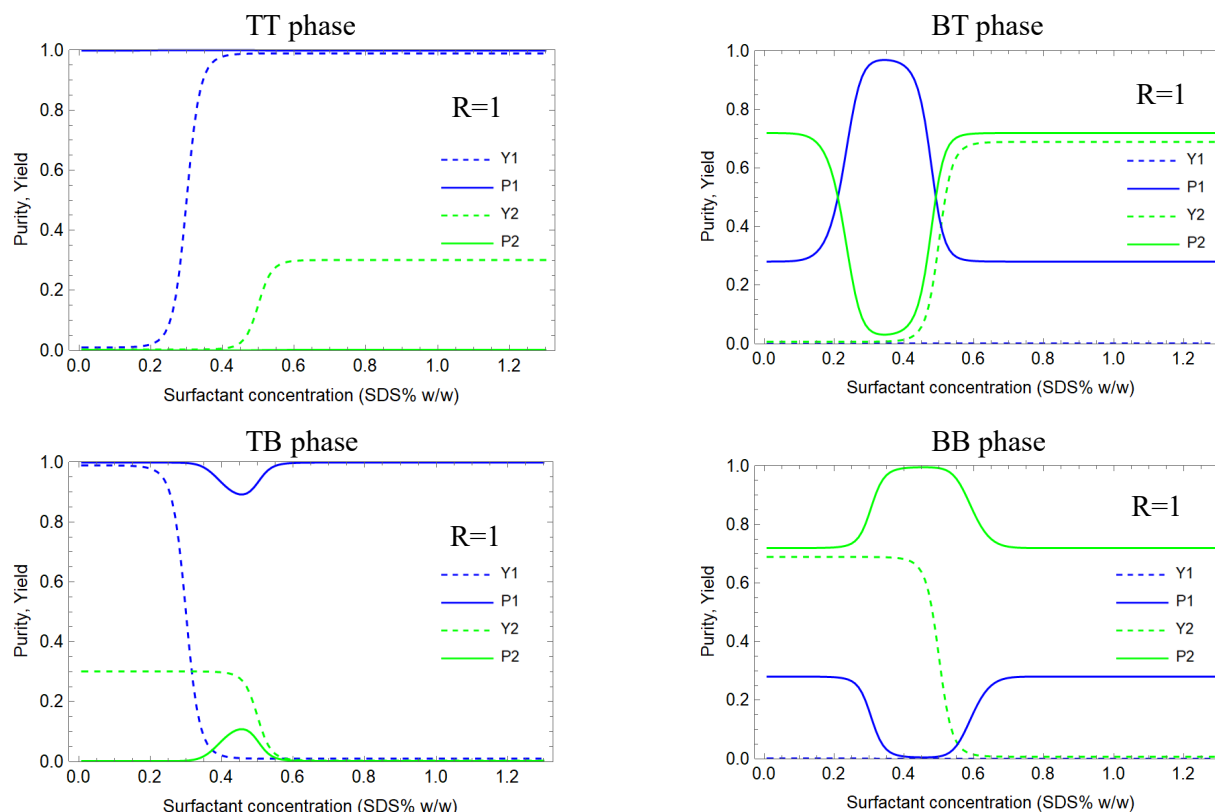 TT phase
1.0
0.8
0.6
0.4
0.2
0.0
Purity, Yield
R=1
Y1
P1
Y2
P2
0.0 0.2 0.4 0.6 0.8 1.0 1.2
Surfactant concentration (SDS% w/w)
BT phase
1.0
0.8
0.6
0.4
0.2
0.0
Purity, Yield
R=1
Y1
P1
Y2
P2
0.0 0.2 0.4 0.6 0.8 1.0 1.2
Surfactant concentration (SDS% w/w)
TB phase
1.0
0.8
0.6
0.4
0.2
0.0
Purity, Yield
R=1
Y1
P1
Y2
P2
0.0 0.2 0.4 0.6 0.8 1.0 1.2
Surfactant concentration (SDS% w/w)
BB phase
1.0
0.8
0.6
0.4
0.2
0.0
Purity, Yield
R=1
Y1
P1
Y2
P2
0.0 0.2 0.4 0.6 0.8 1.0 1.2
Surfactant concentration (SDS% w/w)